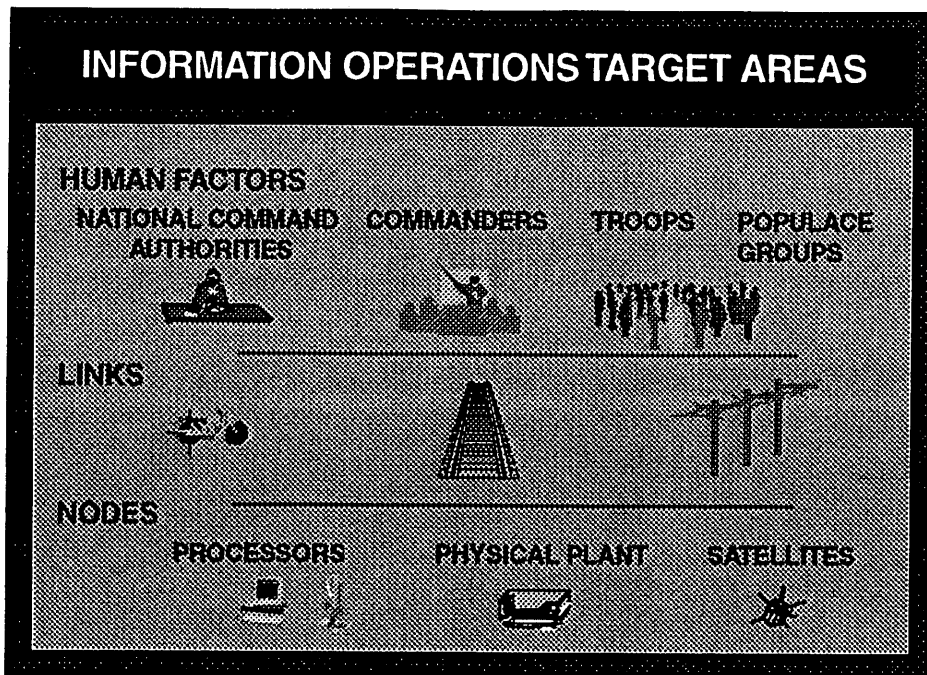 INFORMATION OPERATIONS TARGET AREAS
HUMAN FACTORS
NATIONAL COMMAND AUTHORITIES
COMMANDERS
TROOPS
POPULACE GROUPS
LINKS
NODES
PROCESSORS
PHYSICAL PLANT
SATELLITES